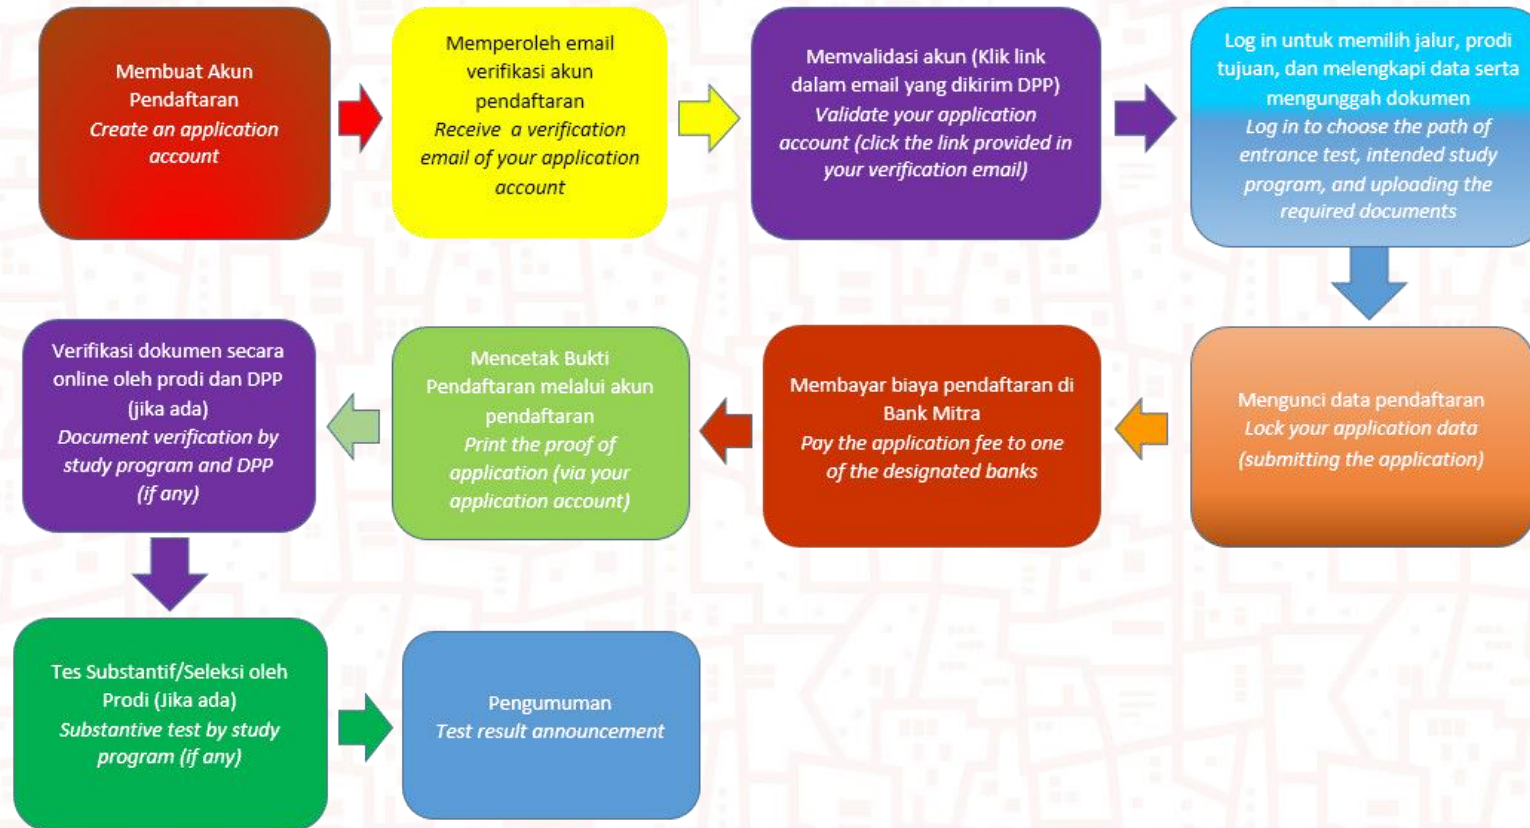 Membuat Akun
Pendaftaran
Create an application
account
Memperoleh email
verifikasi akun
pendaftaran
Receive a verification
email of your application
account
Memvalidasi akun (Klik link
dalam email yang dikirim DPP)
Validate your application
account (click the link provided in
your verification email)
Log in untuk memilih jalur, prodi
tujuan, dan melengkapi data serta
mengunggah dokumen
Log in to choose the path of
entrance test, intended study
program, and uploading the
required documents
Mengunci data pendaftaran
Lock your application data
(submitting the application)
Membayar biaya pendaftaran di
Bank Mitra
Pay the application fee to one
of the designated banks
Mencetak Bukti
Pendaftaran melalui akun
pendaftaran
Print the proof of
application (via your
application account)
Verifikasi dokumen secara
online oleh prodi dan DPP
(jika ada)
Document verification by
study program and DPP
(if any)
Tes Substantif/Seleksi oleh
Prodi (Jika ada)
Substantive test by study
program (if any)
Pengumuman
Test result announcement